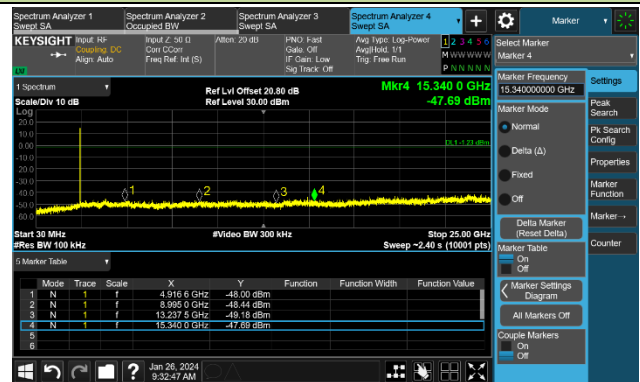 Spectrum Analyzer 1
Swept SA
Spectrum Analyzer 2
Occupied BW
Spectrum Analyzer 3
Swept SA
Spectrum Analyzer 4
Swept SA
Marker
KEYSIGHT
Input: RF
Coupling: DC
Align: Auto
Input Z: 50 Ω
Corr CCorr
Freq Ref: Int (S)
Atten: 20 dB
PNO: Fast
Gate: Off
IF Gain: Low
Sig Track: Off
Avg Type: Log-Power
Avg|Hold: 1/1
Trig: Free Run
1 2 3 4 5 6
M W W W W W
P N N N N N
LVI
Select Marker
Marker 4
1 Spectrum
Scale/Div 10 dB
Log
Ref Lvl Offset 20.80 dB
Ref Level 30.00 dBm
Mkr4 15.340 0 GHz
-47.69 dBm
20.0
10.0
0.00
-10.0
-20.0
-30.0
-40.0
-50.0
-60.0
DL1 -1.23 dBm
1
2
3
4
Start 30 MHz
#Res BW 100 kHz
#Video BW 300 kHz
Stop 25.00 GHz
Sweep ~2.40 s (10001 pts)
5 Marker Table
Mode Trace Scale X Y Function Function Width Function Value
1 N 1 f 4.916 6 GHz -48.00 dBm
2 N 1 f 8.995 0 GHz -48.44 dBm
3 N 1 f 13.237 5 GHz -49.18 dBm
4 N 1 f 15.340 0 GHz -47.69 dBm
5
6
Marker Frequency
15.340000000 GHz
Marker Mode
Normal
Delta (Δ)
Fixed
Off
Delta Marker
(Reset Delta)
Marker Table
On
Off
Marker Settings
Diagram
All Markers Off
Couple Markers
On
Off
Settings
Peak
Search
Pk Search
Config
Properties
Marker
Function
Marker→
Counter
?
Jan 26, 2024
9:32:47 AM